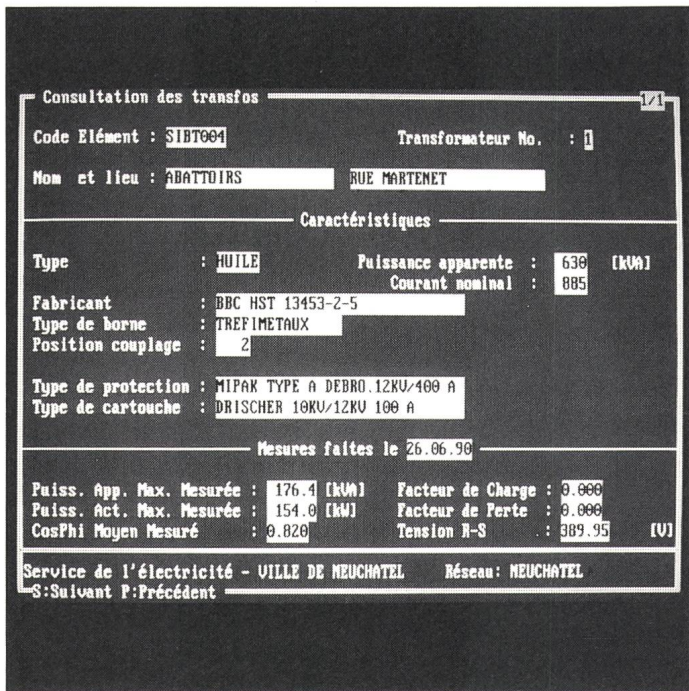 Consultation des transfos 1/1
Code Elément : SIBT004 Transformateur No. : 1
Nom et lieu : ABATTOIRS RUE MARTENET
Caractéristiques
Type : HUILE Puissance apparente : 630 [kVA]
Courant nominal : 885
Fabricant : BBC HST 13453-2-5
Type de borne : TREFIMETAUX
Position couplage : 2
Type de protection : MIPAK TYPE A DEBRO.12KV/400 A
Type de cartouche : DRISCHER 10KV/12KV 100 A
Mesures faites le 26.06.90
Puiss. App. Max. Mesurée : 176.4 [kVA] Facteur de Charge : 0.000
Puiss. Act. Max. Mesurée : 154.0 [kW] Facteur de Perte : 0.000
CosPhi Moyen Mesuré : 0.820 Tension R-S : 389.95 [V]
Service de l'électricité - VILLE DE NEUCHATEL Réseau: NEUCHATEL
S:Suivant P:Précédent